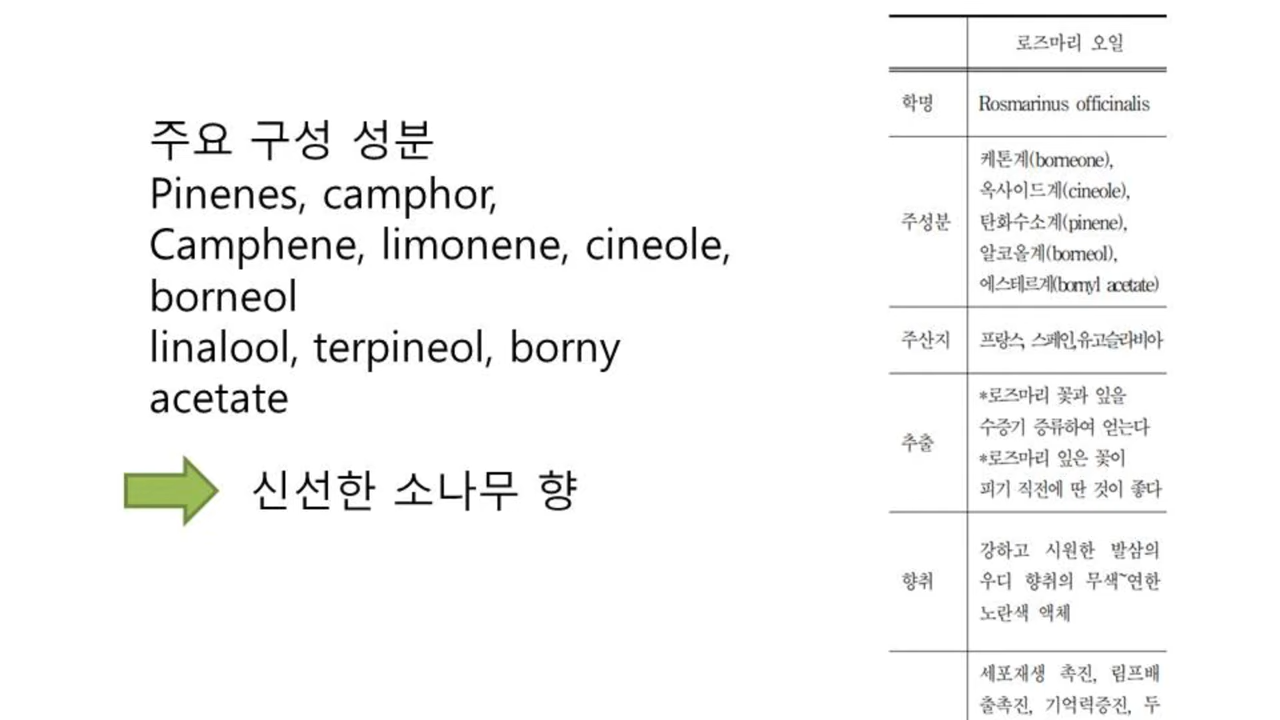 주요 구성 성분
Pinenes, camphor,
Camphene, limonene, cineole,
borneol
linalool, terpineol, borny
acetate
신선한 소나무 향
로즈마리 오일
학명
Rosmarinus officinalis
주성분
케톤계(borneone),
옥사이드계(cineole),
탄화수소계(pinene),
알코올계(borneol),
에스테르계(bornyl acetate)
주산지
프랑스, 스페인,유고슬라비아
추출
*로즈마리 꽃과 잎을
수증기 증류하여 얻는다
*로즈마리 잎은 꽃이
피기 직전에 딴 것이 좋다
향취
강하고 시원한 발삼의
우디 향취의 무색~연한
노란색 액체
세포재생 촉진, 림프배
출촉진, 기억력증진, 두